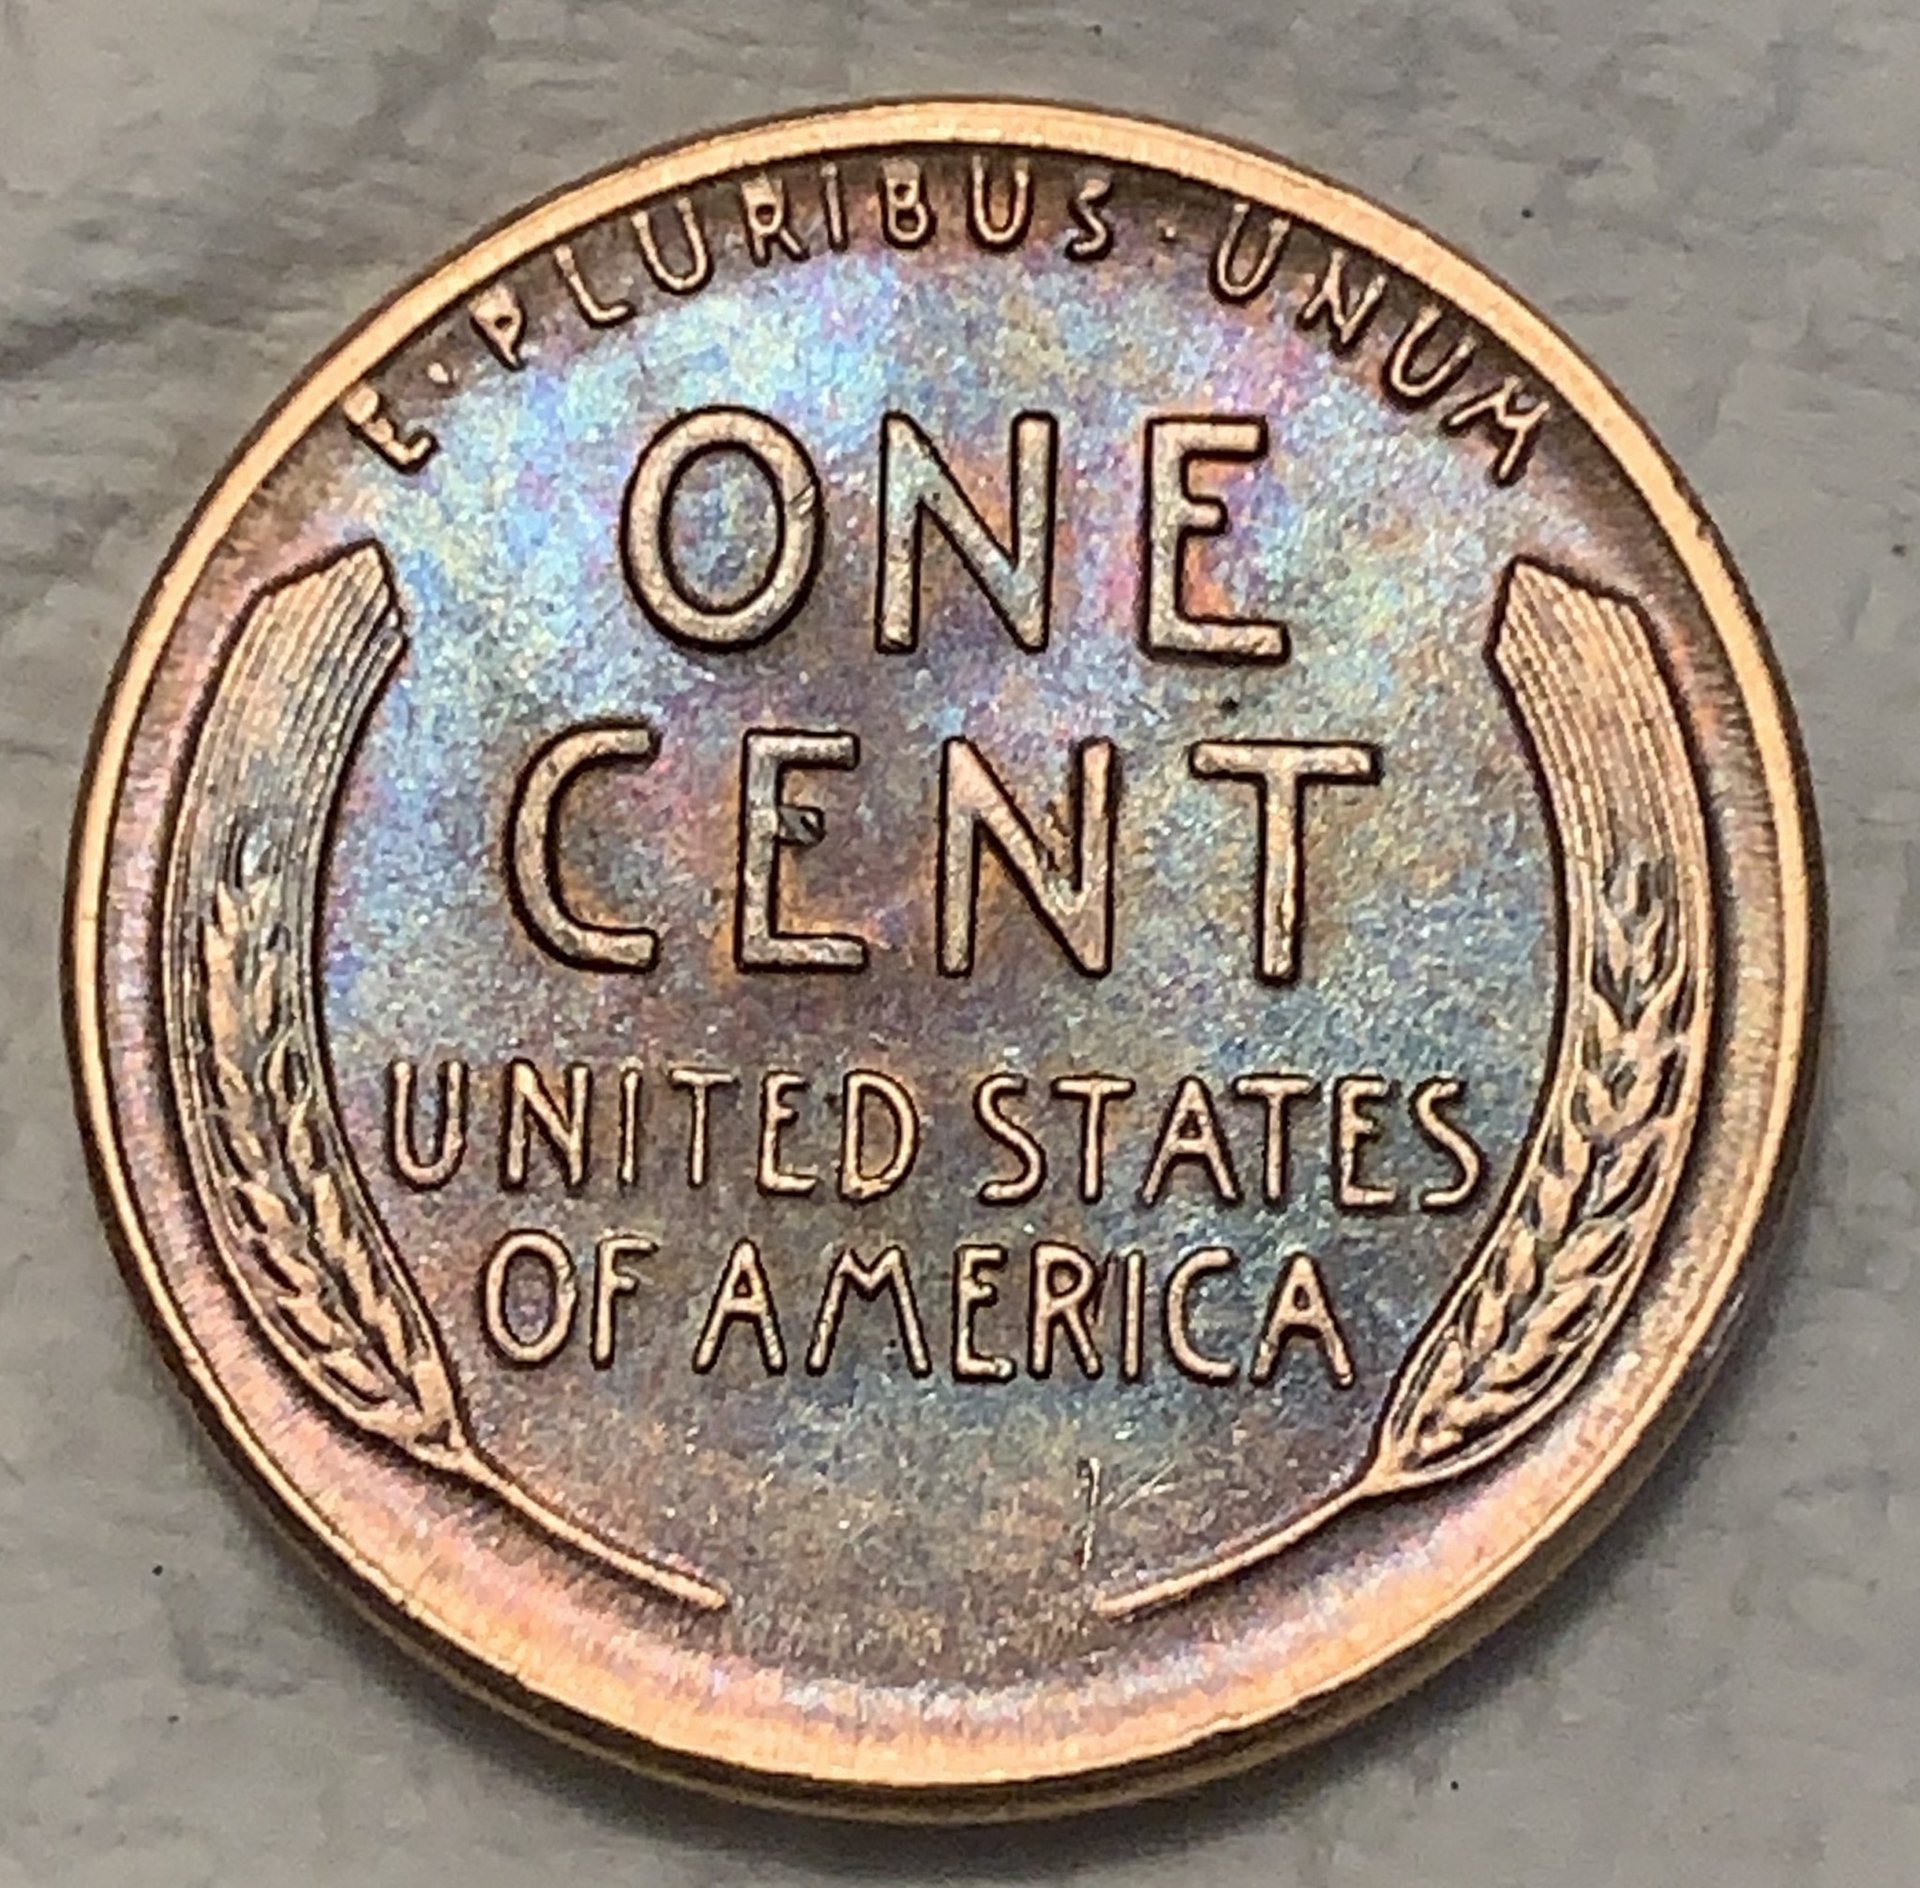 E·PLURIBUS·UNUM
ONE
CENT
UNITED STATES
OF AMERICA